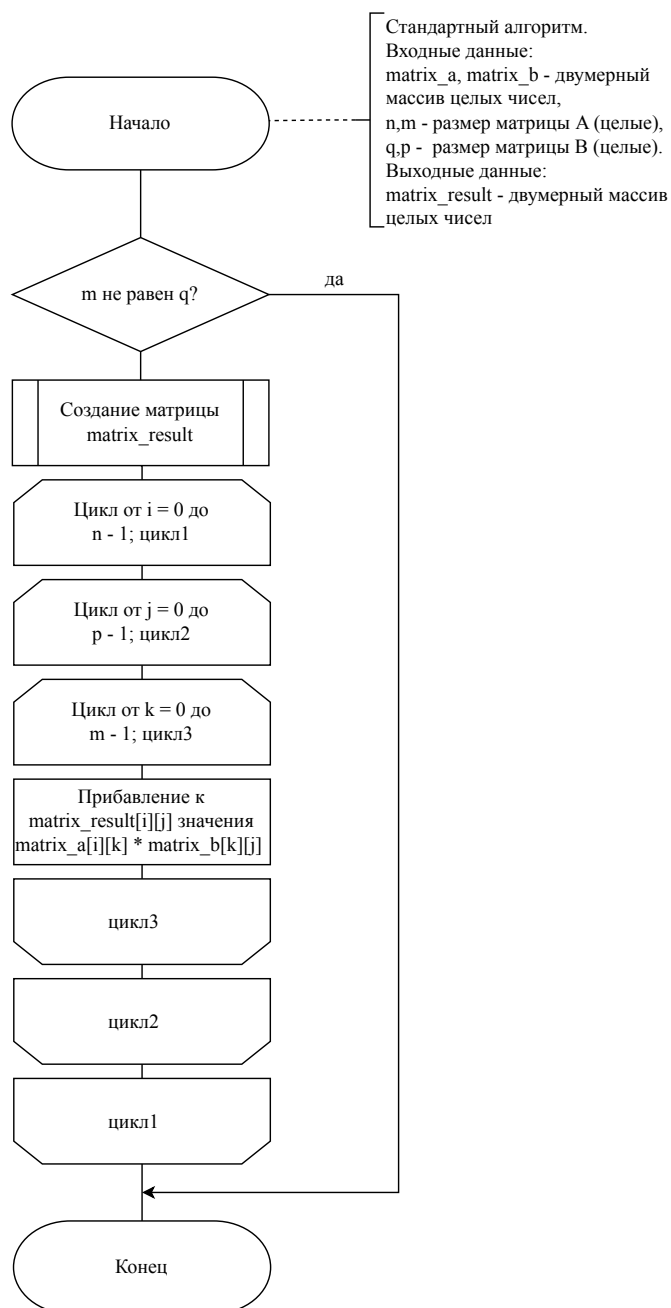 Стандартный алгоритм.
Входные данные:
matrix_a, matrix_b - двумерный
массив целых чисел,
n,m - размер матрицы A (целые),
q,p -  размер матрицы B (целые).
Выходные данные:
matrix_result - двумерный массив
целых чисел
Начало
m не равен q?
да
Создание матрицы
matrix_result
Цикл от i = 0 до
n - 1; цикл1
Цикл от j = 0 до
p - 1; цикл2
Цикл от k = 0 до
m - 1; цикл3
Прибавление к
matrix_result[i][j] значения
matrix_a[i][k] * matrix_b[k][j]
цикл3
цикл2
цикл1
Конец